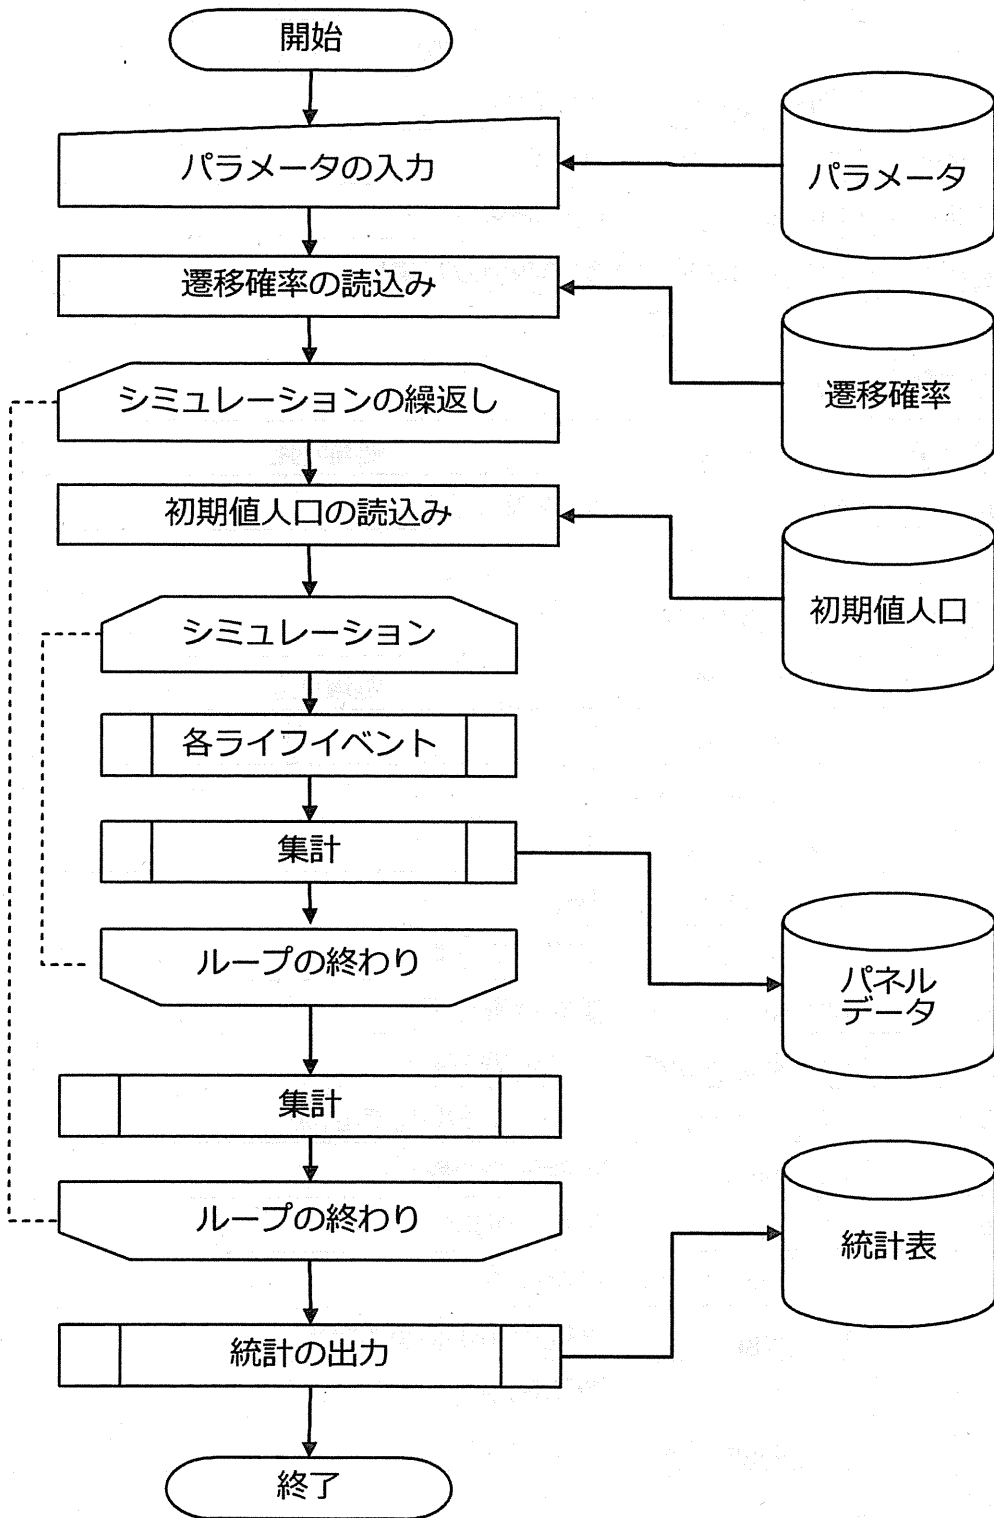 開始
パラメータの入力
パラメータ
遷移確率の読込み
遷移確率
シミュレーションの繰返し
初期値人口の読込み
初期値人口
シミュレーション
各ライフイベント
集計
ループの終わり
パネル
データ
集計
ループの終わり
統計表
統計の出力
終了